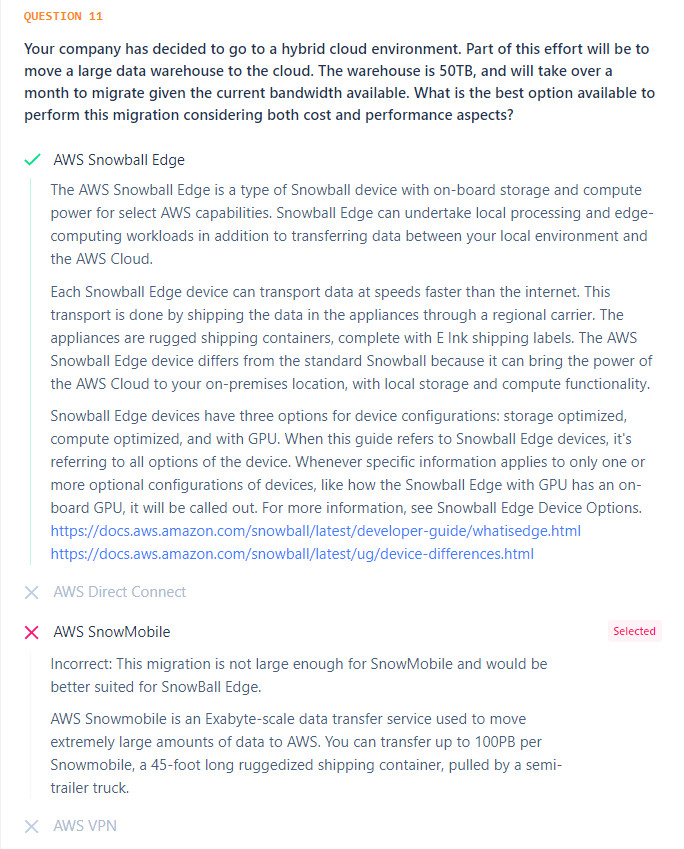 QUESTION 11
Your company has decided to go to a hybrid cloud environment. Part of this effort will be to
move a large data warehouse to the cloud. The warehouse is 50TB, and will take over a
month to migrate given the current bandwidth available. What is the best option available to
perform this migration considering both cost and performance aspects?
AWS Snowball Edge
The AWS Snowball Edge is a type of Snowball device with on-board storage and compute
power for select AWS capabilities. Snowball Edge can undertake local processing and edge-
computing workloads in addition to transferring data between your local environment and
the AWS Cloud.
Each Snowball Edge device can transport data at speeds faster than the internet. This
transport is done by shipping the data in the appliances through a regional carrier. The
appliances are rugged shipping containers, complete with E Ink shipping labels. The AWS
Snowball Edge device differs from the standard Snowball because it can bring the power of
the AWS Cloud to your on-premises location, with local storage and compute functionality.
Snowball Edge devices have three options for device configurations: storage optimized,
compute optimized, and with GPU. When this guide refers to Snowball Edge devices, it's
referring to all options of the device. Whenever specific information applies to only one or
more optional configurations of devices, like how the Snowball Edge with GPU has an on-
board GPU, it will be called out. For more information, see Snowball Edge Device Options.
https://docs.aws.amazon.com/snowball/latest/developer-guide/whatisedge.html
https://docs.aws.amazon.com/snowball/latest/ug/device-differences.html
AWS Direct Connect
AWS SnowMobile Selected
Incorrect: This migration is not large enough for SnowMobile and would be
better suited for SnowBall Edge.
AWS Snowmobile is an Exabyte-scale data transfer service used to move
extremely large amounts of data to AWS. You can transfer up to 100PB per
Snowmobile, a 45-foot long ruggedized shipping container, pulled by a semi-
trailer truck.
AWS VPN